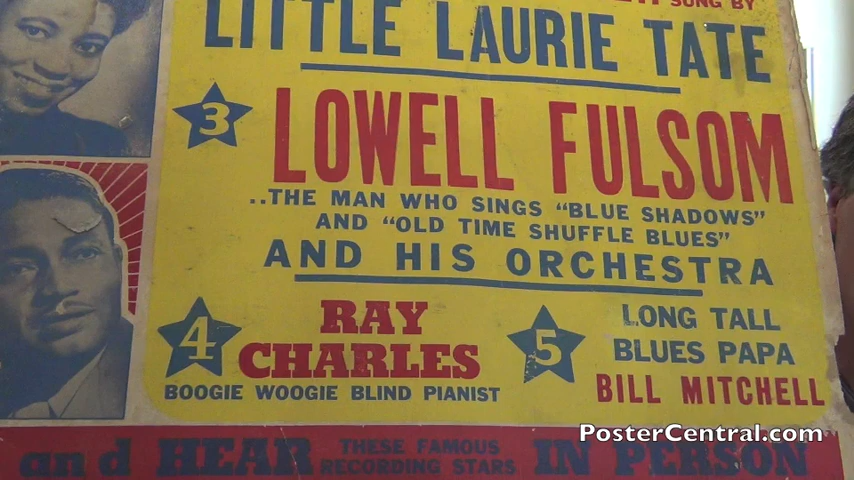 SUNG BY
LITTLE LAURIE TATE
3
LOWELL FULSOM
..THE MAN WHO SINGS "BLUE SHADOWS"
AND "OLD TIME SHUFFLE BLUES"
AND HIS ORCHESTRA
4
RAY
CHARLES
BOOGIE WOOGIE BLIND PIANIST
5
LONG TALL
BLUES PAPA
BILL MITCHELL
PosterCentral.com
and HEAR THESE FAMOUS RECORDING STARS IN PERSON